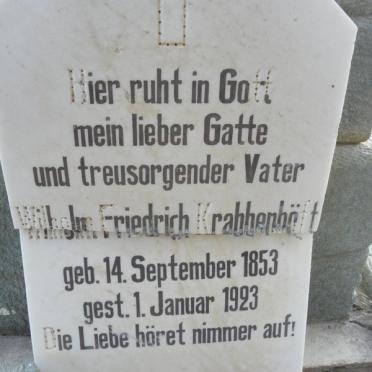 Hier ruht in Gott
mein lieber Gatte
und treusorgender Vater
Wilhelm Friedrich Krabbenhöft
geb. 14. September 1853
gest. 1. Januar 1923
Die Liebe höret nimmer auf!